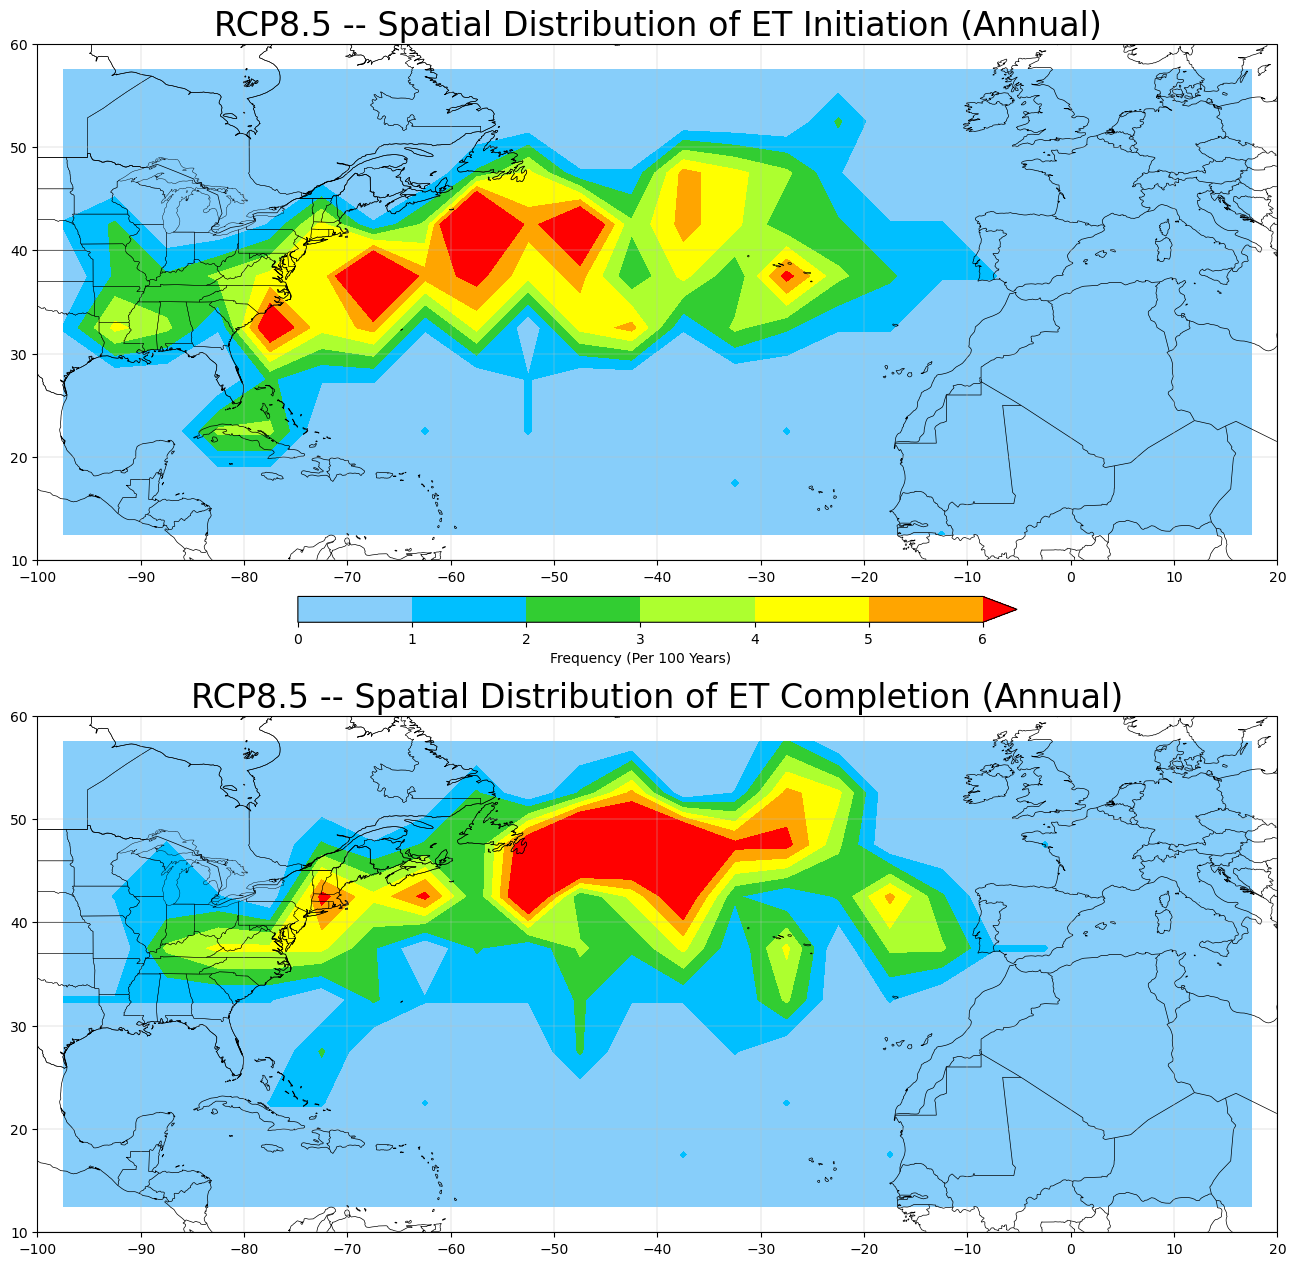 RCP8.5 -- Spatial Distribution of ET Initiation (Annual)
60
50
40
30
20
10
−100 −90 −80 −70 −60 −50 −40 −30 −20 −10 0 10 20
0 1 2 3 4 5 6
Frequency (Per 100 Years)
RCP8.5 -- Spatial Distribution of ET Completion (Annual)
60
50
40
30
20
10
−100 −90 −80 −70 −60 −50 −40 −30 −20 −10 0 10 20